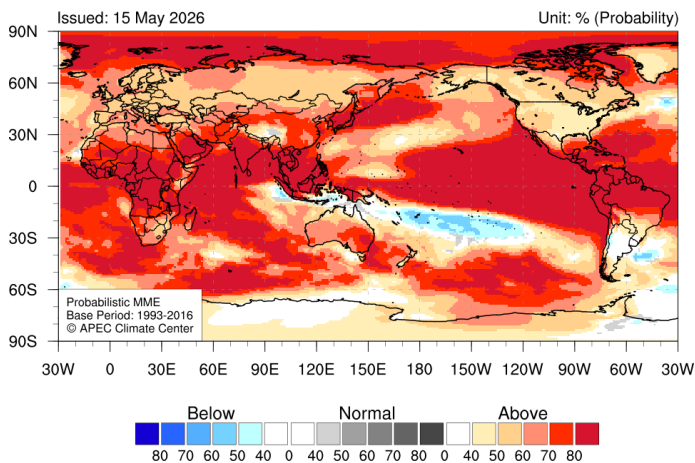 Issued: 15 May 2026 Unit: % (Probability)
90N
60N
30N
0
30S
60S
90S
Probabilistic MME
Base Period: 1993-2016
© APEC Climate Center
30W 0 30E 60E 90E 120E 150E 180 150W 120W 90W 60W 30W
Below Normal Above
80 70 60 50 40 0 40 50 60 70 80 0 40 50 60 70 80